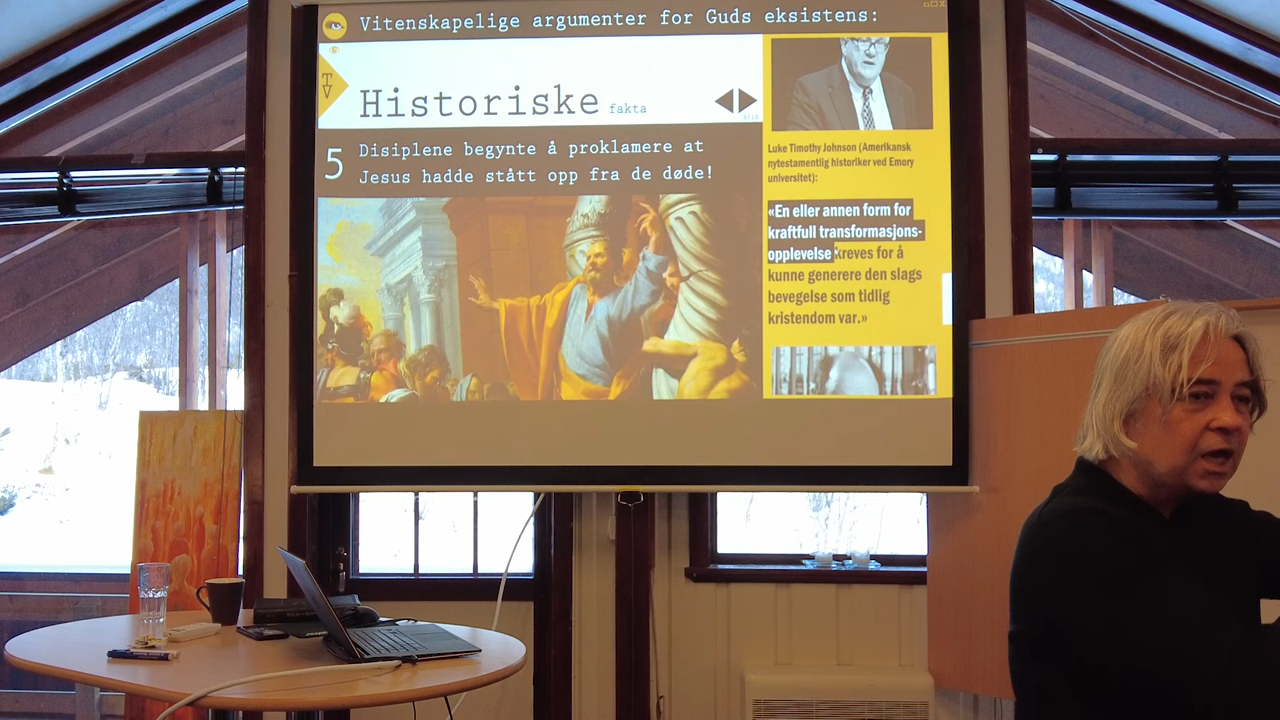 Vitenskapelige argumenter for Guds eksistens:
TV
Historiske fakta
5
Disiplene begynte å proklamere at
Jesus hadde stått opp fra de døde!
Luke Timothy Johnson (Amerikansk
nytestamentlig historiker ved Emory
universitet):
«En eller annen form for
kraftfull transformasjons-
opplevelse kreves for å
kunne generere den slags
bevegelse som tidlig
kristendom var.»